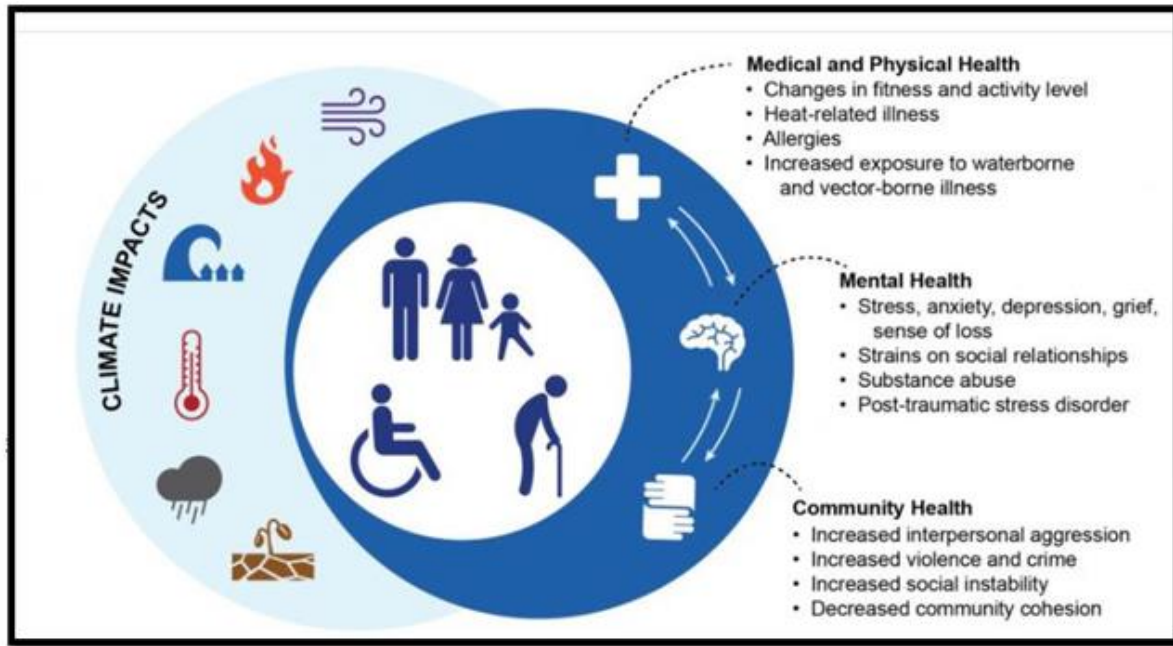 CLIMATE IMPACTS
Medical and Physical Health
• Changes in fitness and activity level
• Heat-related illness
• Allergies
• Increased exposure to waterborne
and vector-borne illness
Mental Health
• Stress, anxiety, depression, grief,
sense of loss
• Strains on social relationships
• Substance abuse
• Post-traumatic stress disorder
Community Health
• Increased interpersonal aggression
• Increased violence and crime
• Increased social instability
• Decreased community cohesion